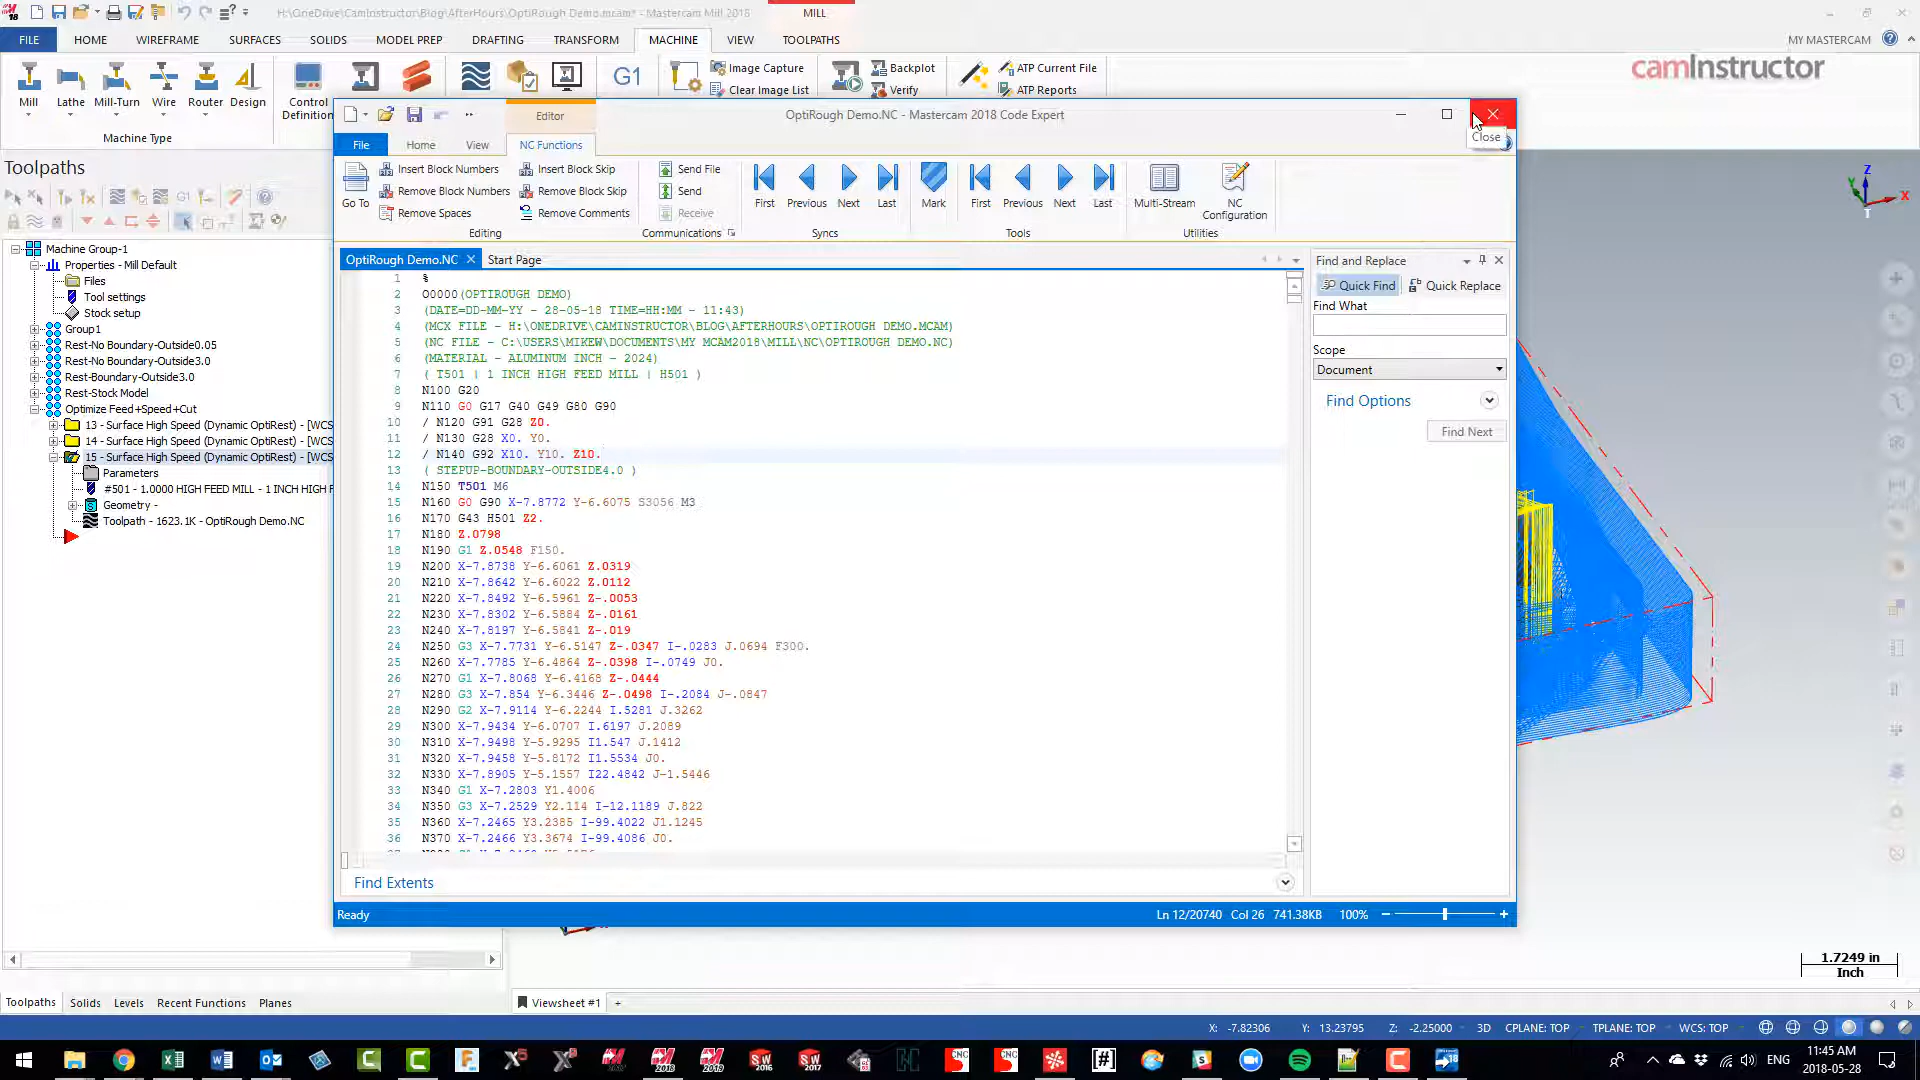 H:\OneDrive\CamInstructor\Blog\AfterHours\OptiRough Demo.mcam* - Mastercam Mill 2018
MILL
FILE HOME WIREFRAME SURFACES SOLIDS MODEL PREP DRAFTING TRANSFORM MACHINE VIEW TOOLPATHS MY MASTERCAM
camInstructor
Mill Lathe Mill-Turn Wire Router Design
Control Definition
G1
Image Capture
Clear Image List
Backplot
Verify
ATP Current File
ATP Reports
Machine Type
Editor
OptiRough Demo.NC - Mastercam 2018 Code Expert
Close
File Home View NC Functions
Go To
Insert Block Numbers
Remove Block Numbers
Remove Spaces
Insert Block Skip
Remove Block Skip
Remove Comments
Editing
Send File
Send
Receive
Communications
First Previous Next Last
Syncs
Mark First Previous Next Last
Tools
Multi-Stream NC Configuration
Utilities
Toolpaths
G1
Machine Group-1
Properties - Mill Default
Files
Tool settings
Stock setup
Group1
Rest-No Boundary-Outside0.05
Rest-No Boundary-Outside3.0
Rest-Boundary-Outside3.0
Rest-Stock Model
Optimize Feed+Speed+Cut
13 - Surface High Speed (Dynamic OptiRest) - [WCS
14 - Surface High Speed (Dynamic OptiRest) - [WCS
15 - Surface High Speed (Dynamic OptiRest) - [WCS
Parameters
#501 - 1.0000 HIGH FEED MILL - 1 INCH HIGH F
Geometry -
Toolpath - 1623.1K - OptiRough Demo.NC
OptiRough Demo.NC Start Page
1 %
2 O0000(OPTIROUGH DEMO)
3 (DATE=DD-MM-YY - 28-05-18 TIME=HH:MM - 11:43)
4 (MCX FILE - H:\ONEDRIVE\CAMINSTRUCTOR\BLOG\AFTERHOURS\OPTIROUGH DEMO.MCAM)
5 (NC FILE - C:\USERS\MIKEW\DOCUMENTS\MY MCAM2018\MILL\NC\OPTIROUGH DEMO.NC)
6 (MATERIAL - ALUMINUM INCH - 2024)
7 ( T501 | 1 INCH HIGH FEED MILL | H501 )
8 N100 G20
9 N110 G0 G17 G40 G49 G80 G90
10 / N120 G91 G28 Z0.
11 / N130 G28 X0. Y0.
12 / N140 G92 X10. Y10. Z10.
13 ( STEPUP-BOUNDARY-OUTSIDE4.0 )
14 N150 T501 M6
15 N160 G0 G90 X-7.8772 Y-6.6075 S3056 M3
16 N170 G43 H501 Z2.
17 N180 Z.0798
18 N190 G1 Z.0548 F150.
19 N200 X-7.8738 Y-6.6061 Z.0319
20 N210 X-7.8642 Y-6.6022 Z.0112
21 N220 X-7.8492 Y-6.5961 Z-.0053
22 N230 X-7.8302 Y-6.5884 Z-.0161
23 N240 X-7.8197 Y-6.5841 Z-.019
24 N250 G3 X-7.7731 Y-6.5147 Z-.0347 I-.0283 J.0694 F300.
25 N260 X-7.7785 Y-6.4864 Z-.0398 I-.0749 J0.
26 N270 G1 X-7.8068 Y-6.4168 Z-.0444
27 N280 G3 X-7.854 Y-6.3446 Z-.0498 I-.2084 J-.0847
28 N290 G2 X-7.9114 Y-6.2244 I.5281 J.3262
29 N300 X-7.9434 Y-6.0707 I.6197 J.2089
30 N310 X-7.9498 Y-5.9295 I1.547 J.1412
31 N320 X-7.9458 Y-5.8172 I1.5534 J0.
32 N330 X-7.8905 Y-5.1557 I22.4842 J-1.5446
33 N340 G1 X-7.2803 Y1.4006
34 N350 G3 X-7.2529 Y2.114 I-12.1189 J.822
35 N360 X-7.2465 Y3.2385 I-99.4022 J1.1245
36 N370 X-7.2466 Y3.3674 I-99.4086 J0.
Find Extents
Ready Ln 12/20740 Col 26 741.38KB 100%
Find and Replace
Quick Find Quick Replace
Find What
Scope
Document
Find Options
Find Next
Z
Y
X
T
1.7249 in
Inch
Toolpaths Solids Levels Recent Functions Planes
Viewsheet #1 +
X: -7.82306 Y: 13.23795 Z: -2.25000 3D CPLANE: TOP TPLANE: TOP WCS: TOP
ENG
11:45 AM
2018-05-28